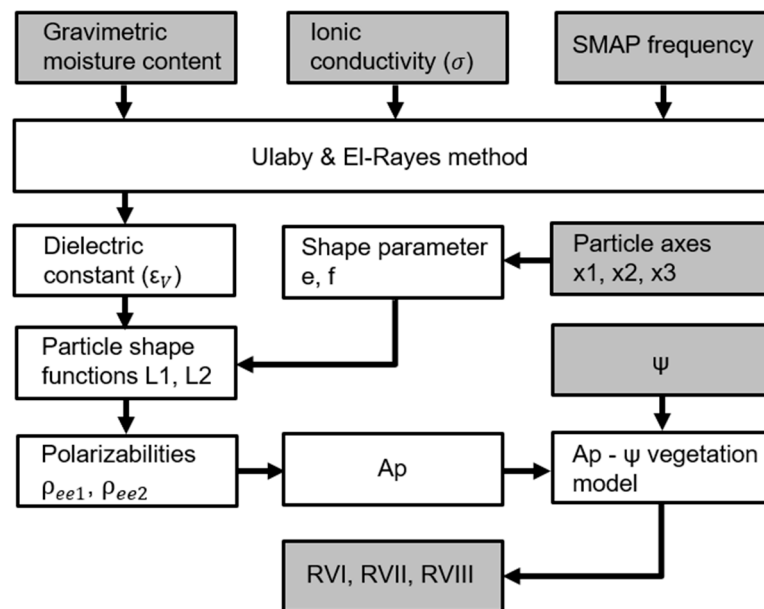 Gravimetric
moisture content
Ionic
conductivity (σ)
SMAP frequency
Ulaby & El-Rayes method
Dielectric
constant (ε_V)
Shape parameter
e, f
Particle axes
x1, x2, x3
Particle shape
functions L1, L2
ψ
Polarizabilities
ρ_ee1, ρ_ee2
Ap
Ap - ψ vegetation
model
RVI, RVII, RVIII